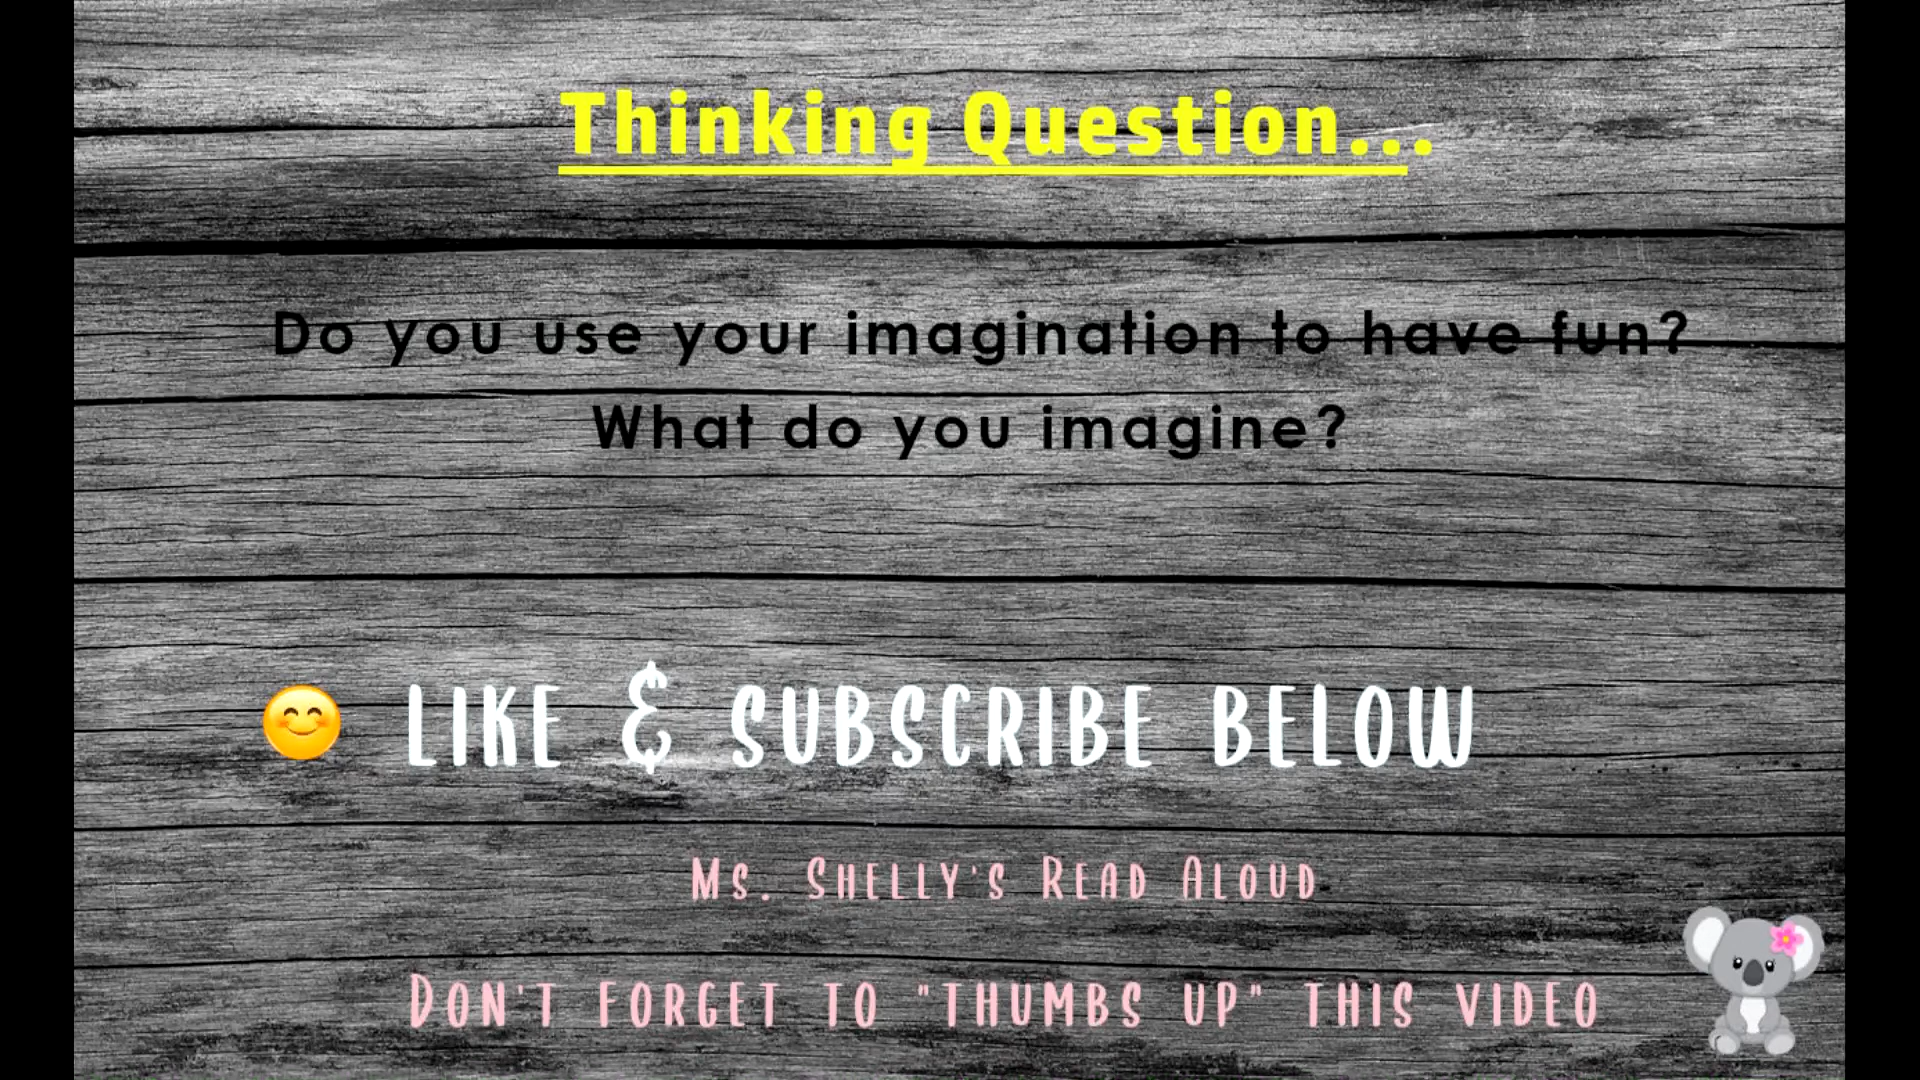 Thinking Question...
Do you use your imagination to have fun?
What do you imagine?
😊 LIKE & SUBSCRIBE BELOW
Ms. Shelly's Read Aloud
Don't forget to "thumbs up" this video